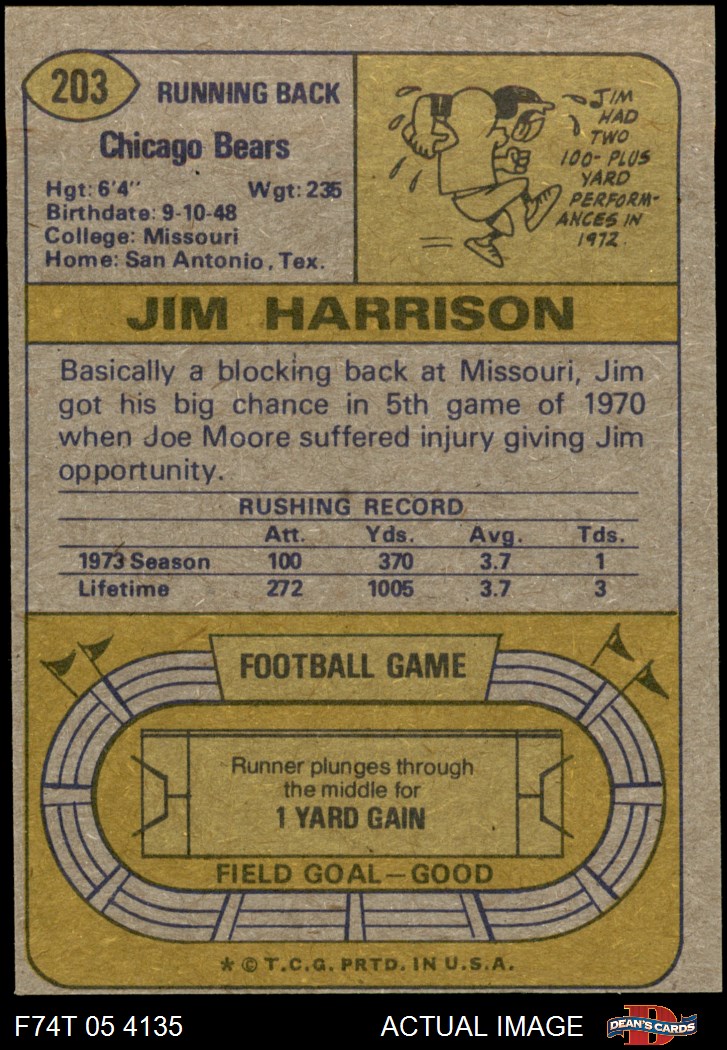 203
RUNNING BACK
Chicago Bears
Hgt: 6'4" Wgt: 235
Birthdate: 9-10-48
College: Missouri
Home: San Antonio, Tex.
JIM
HAD
TWO
100-PLUS
YARD
PERFORM-
ANCES IN
1972.
JIM HARRISON
Basically a blocking back at Missouri, Jim
got his big chance in 5th game of 1970
when Joe Moore suffered injury giving Jim
opportunity.
RUSHING RECORD
Att. Yds. Avg. Tds.
1973 Season 100 370 3.7 1
Lifetime 272 1005 3.7 3
FOOTBALL GAME
Runner plunges through
the middle for
1 YARD GAIN
FIELD GOAL—GOOD
* © T.C.G. PRTD. IN U.S.A.
F74T 05 4135 ACTUAL IMAGE
D
DEAN'S CARDS